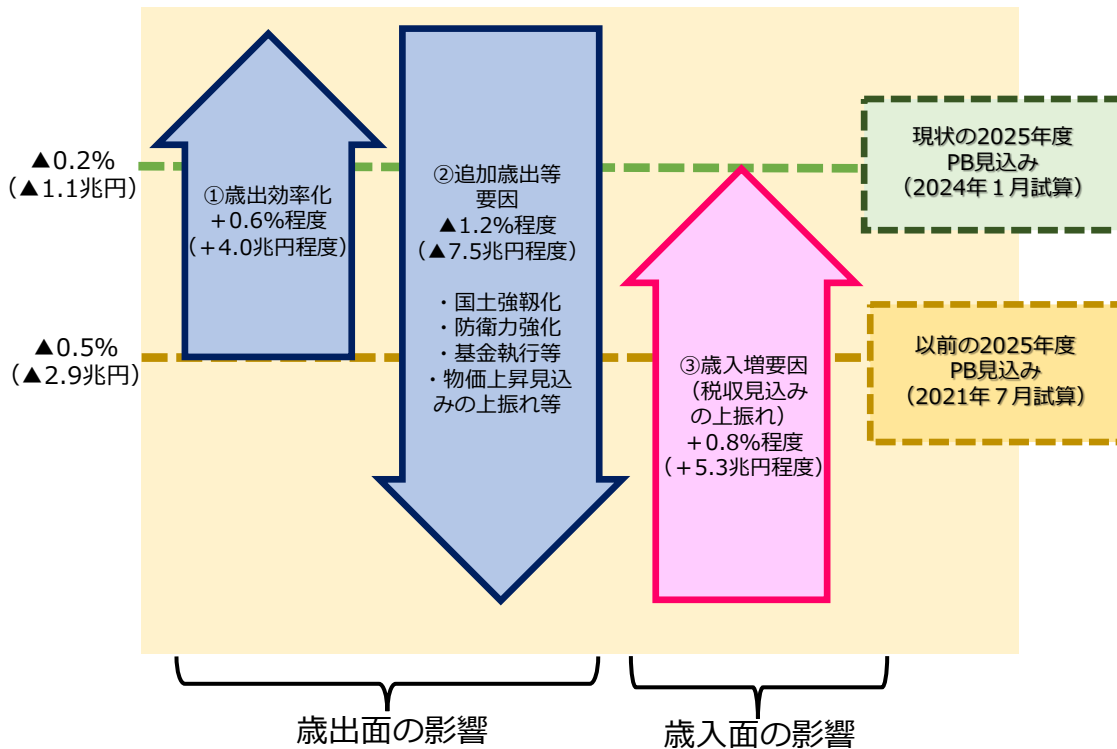 ▲0.2%
（▲1.1兆円）
▲0.5%
（▲2.9兆円）
①歳出効率化
＋0.6%程度
（＋4.0兆円程度）
②追加歳出等
要因
▲1.2%程度
（▲7.5兆円程度）
・国土強靱化
・防衛力強化
・基金執行等
・物価上昇見込
みの上振れ等
③歳入増要因
（税収見込み
の上振れ）
＋0.8%程度
（＋5.3兆円程度）
現状の2025年度
PB見込み
（2024年１月試算）
以前の2025年度
PB見込み
（2021年７月試算）
歳出面の影響
歳入面の影響